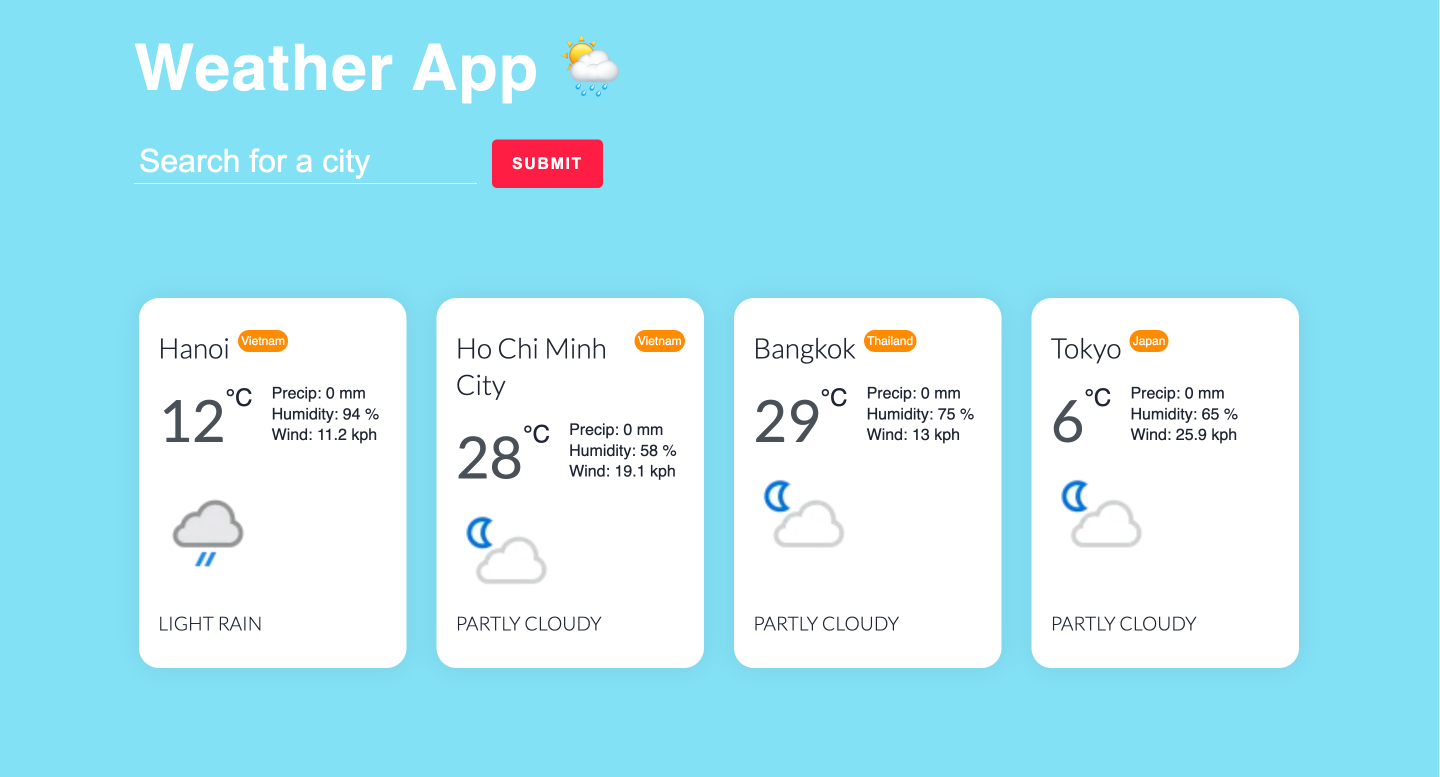 Weather App
Search for a city
SUBMIT
Hanoi Vietnam
12 °C
Precip: 0 mm
Humidity: 94 %
Wind: 11.2 kph
LIGHT RAIN
Ho Chi Minh Vietnam
City
28 °C
Precip: 0 mm
Humidity: 58 %
Wind: 19.1 kph
PARTLY CLOUDY
Bangkok Thailand
29 °C
Precip: 0 mm
Humidity: 75 %
Wind: 13 kph
PARTLY CLOUDY
Tokyo Japan
6 °C
Precip: 0 mm
Humidity: 65 %
Wind: 25.9 kph
PARTLY CLOUDY